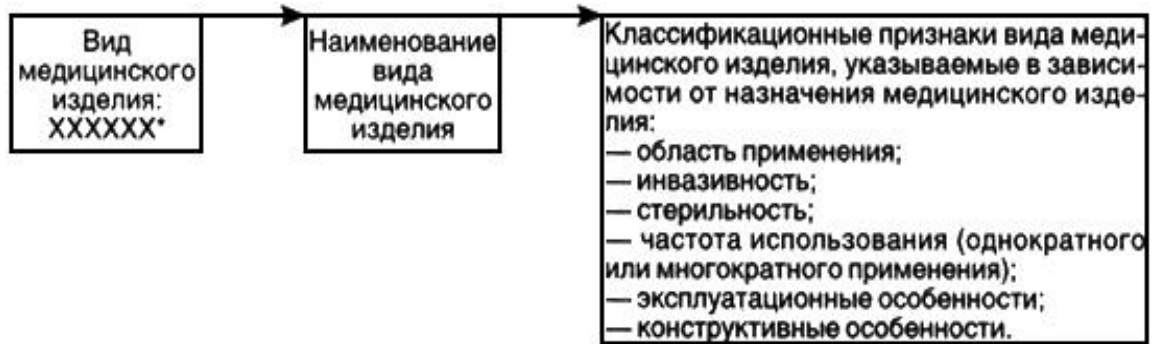 Вид
медицинского
изделия:
XXXXXX*
Наименование
вида
медицинского
изделия
Классификационные признаки вида меди-
цинского изделия, указываемые в зависи-
мости от назначения медицинского изде-
лия:
— область применения;
— инвазивность;
— стерильность;
— частота использования (однократного
или многократного применения);
— эксплуатационные особенности;
— конструктивные особенности.